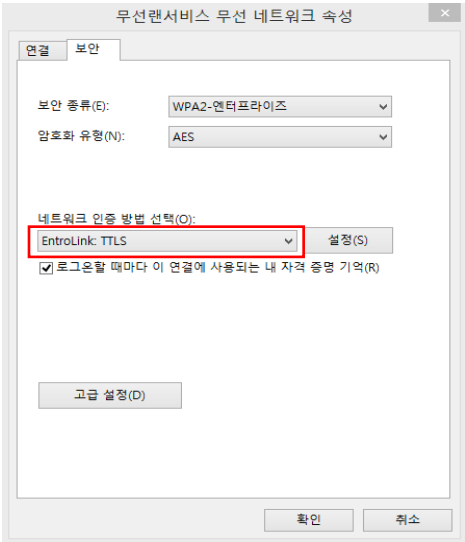 무선랜서비스 무선 네트워크 속성
연결 보안
보안 종류(E): WPA2-엔터프라이즈
암호화 유형(N): AES
네트워크 인증 방법 선택(O):
EntroLink: TTLS 설정(S)
로그온할 때마다 이 연결에 사용되는 내 자격 증명 기억(R)
고급 설정(D)
확인 취소